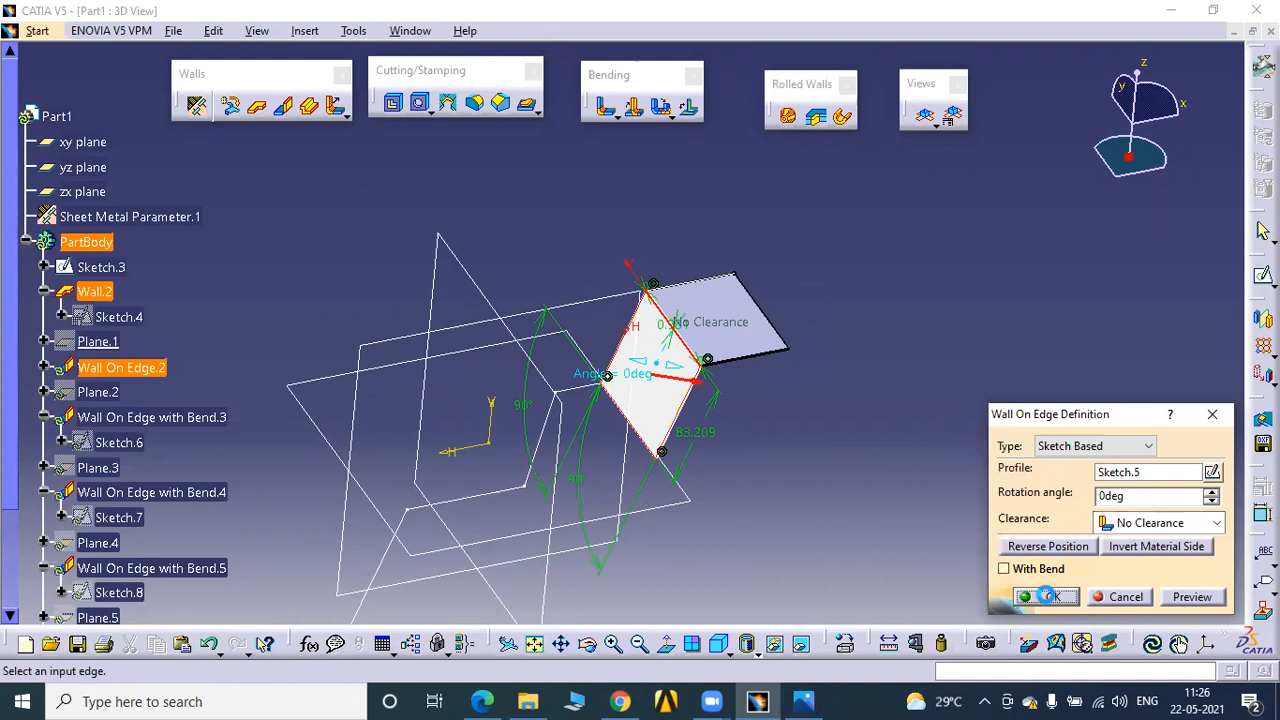 CATIA V5 - [Part1 : 3D View]
Start ENOVIA V5 VPM File Edit View Insert Tools Window Help
Walls
Cutting/Stamping
Bending
Rolled Walls
Views
Part1
xy plane
yz plane
zx plane
Sheet Metal Parameter.1
PartBody
Sketch.3
Wall.2
Sketch.4
Plane.1
Wall On Edge.2
Plane.2
Wall On Edge with Bend.3
Sketch.6
Plane.3
Wall On Edge with Bend.4
Sketch.7
Plane.4
Wall On Edge with Bend.5
Sketch.8
Plane.5
z
y
x
V
H
No Clearance
Angle = 0deg
90°
V
H
83.209
Wall On Edge Definition
Type: Sketch Based
Profile: Sketch.5
Rotation angle: 0deg
Clearance: No Clearance
Reverse Position Invert Material Side
With Bend
Cancel Preview
Select an input edge.
CATIA
Type here to search
29°C
ENG
11:26
22-05-2021
2